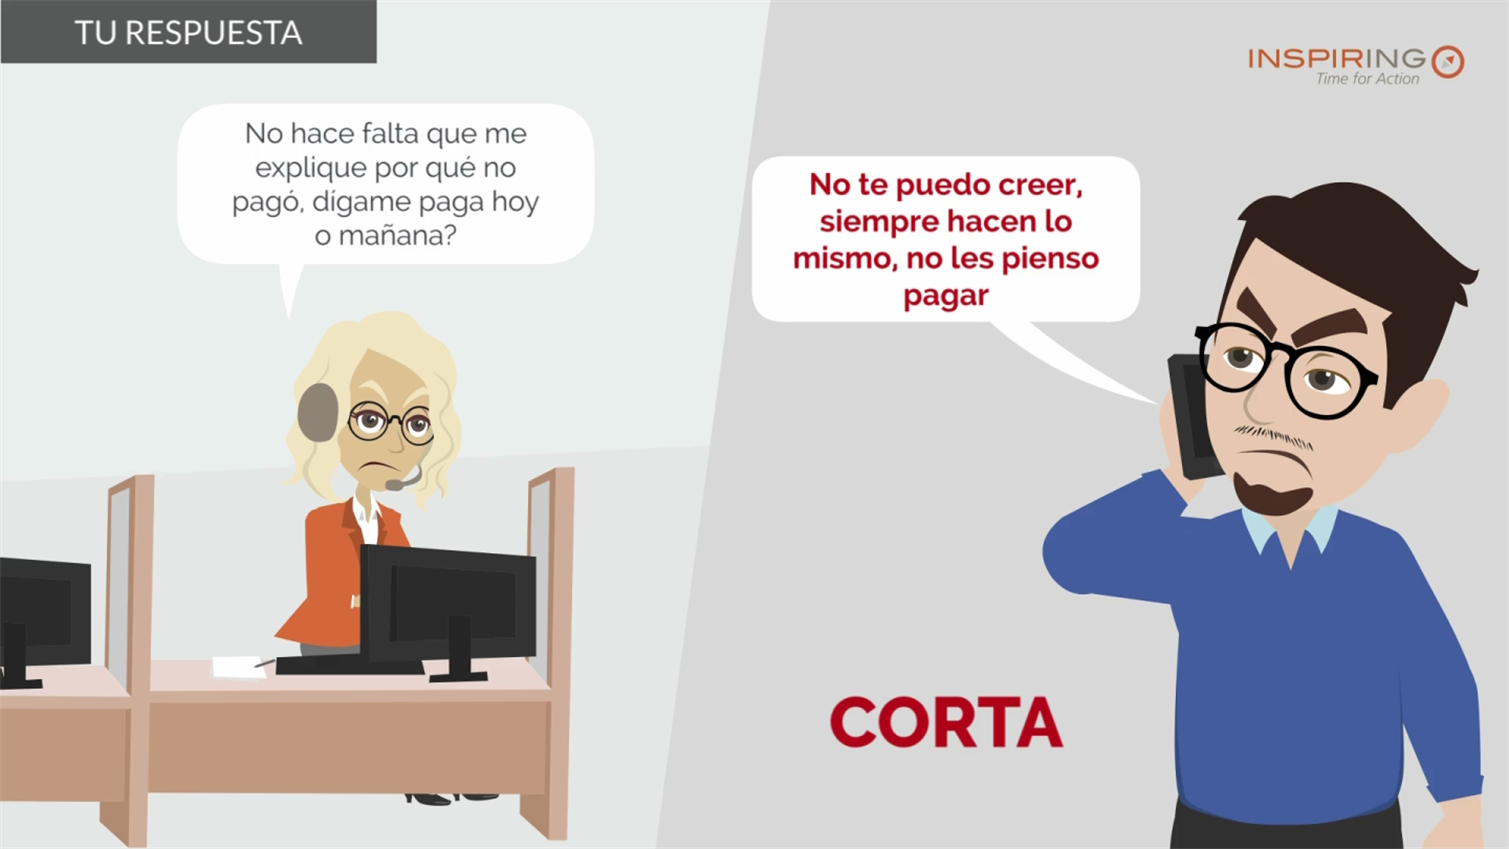 TU RESPUESTA
INSPIRING
Time for Action
No hace falta que me
explique por qué no
pagó, dígame paga hoy
o mañana?
No te puedo creer,
siempre hacen lo
mismo, no les pienso
pagar
CORTA